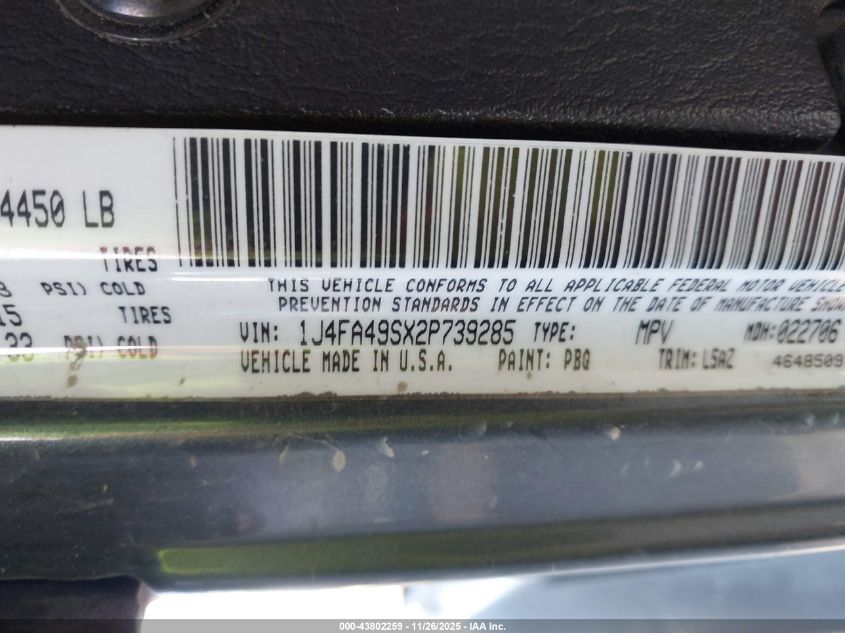 4450 LB
TIRES
THIS VEHICLE CONFORMS TO ALL APPLICABLE FEDERAL MOTOR VEHICLE
PSI) COLD
PREVENTION STANDARDS IN EFFECT ON THE DATE OF MANUFACTURE SHOWN
15 TIRES
VIN: 1J4FA49SX2P739285 TYPE: MPV MDH: 022706
33 PSI) COLD
VEHICLE MADE IN U.S.A. PAINT: PBQ TRIM: L5AZ 4648509
000-43802259 - 11/26/2025 - IAA Inc.